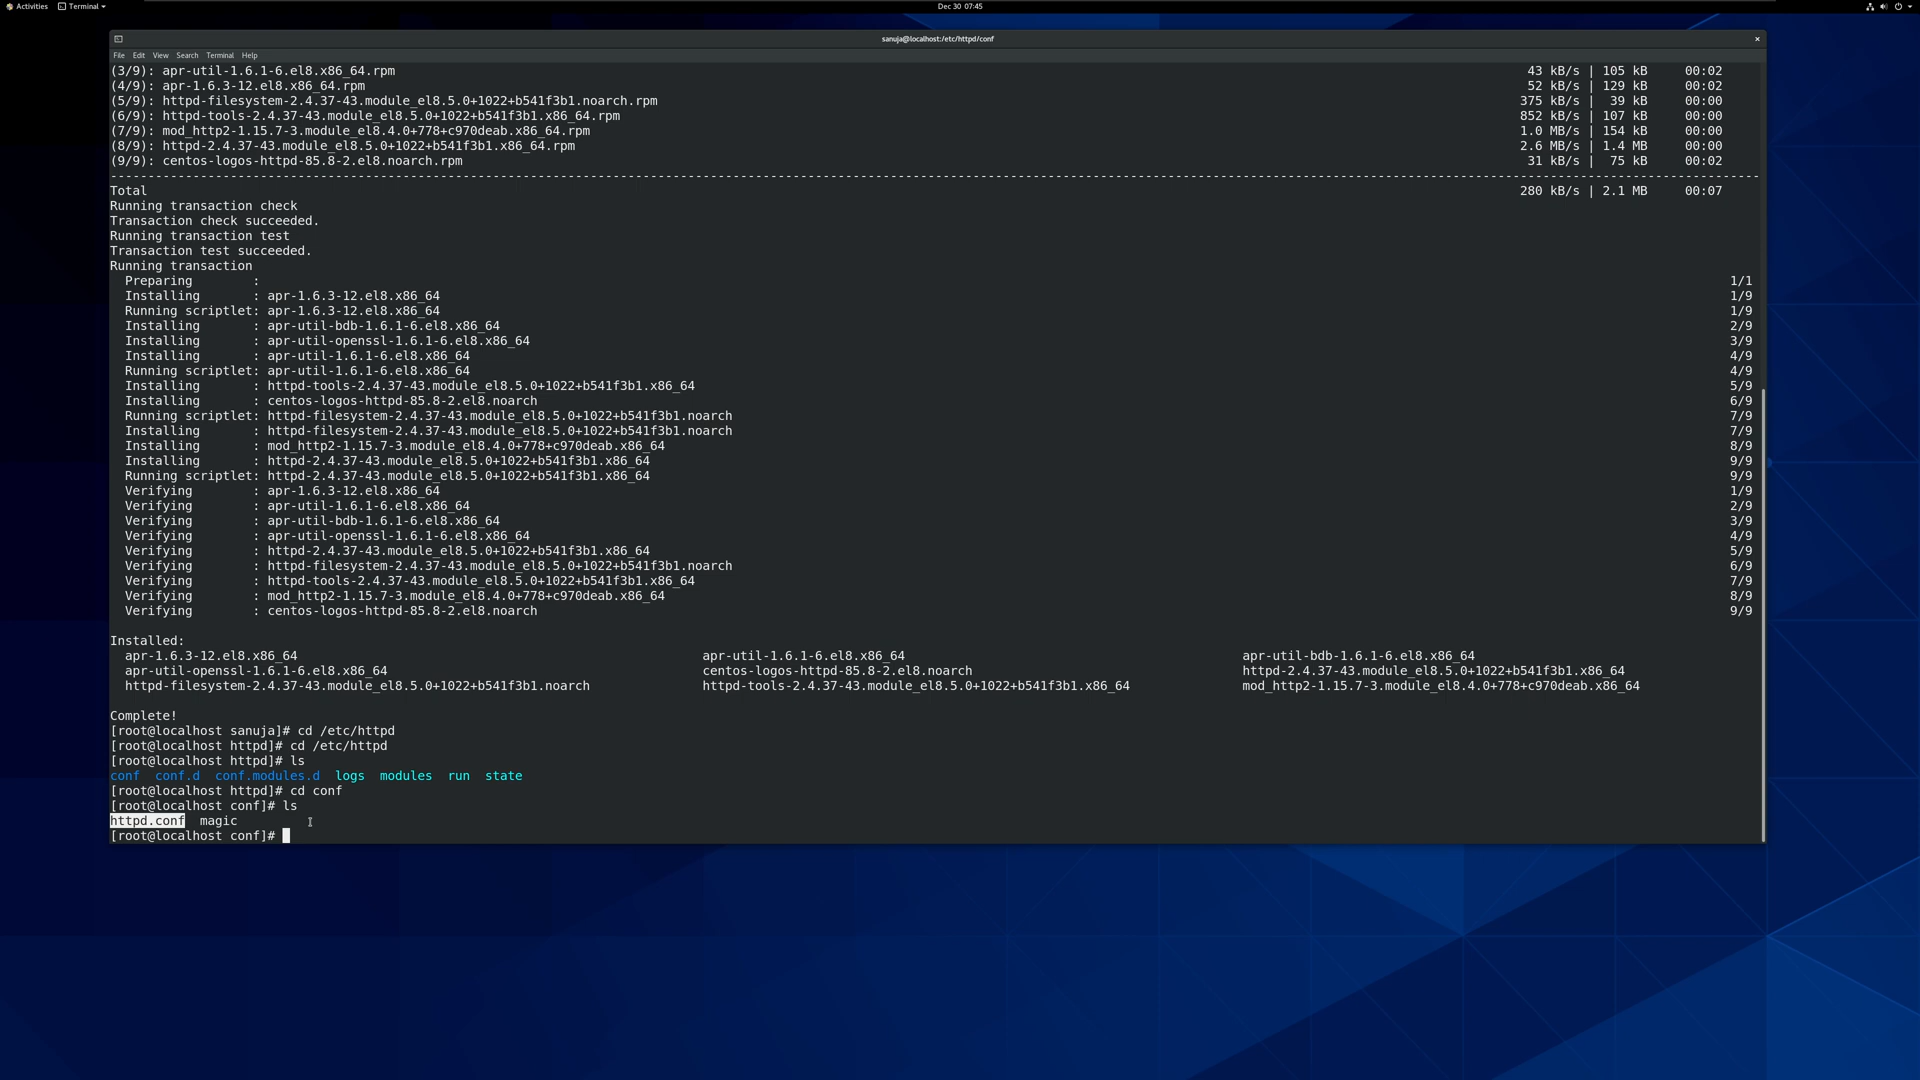 Activities Terminal Dec 30 07:45
sanuja@localhost:/etc/httpd/conf ×
File Edit View Search Terminal Help
(3/9): apr-util-1.6.1-6.el8.x86_64.rpm 43 kB/s | 105 kB 00:02
(4/9): apr-1.6.3-12.el8.x86_64.rpm 52 kB/s | 129 kB 00:02
(5/9): httpd-filesystem-2.4.37-43.module_el8.5.0+1022+b541f3b1.noarch.rpm 375 kB/s | 39 kB 00:00
(6/9): httpd-tools-2.4.37-43.module_el8.5.0+1022+b541f3b1.x86_64.rpm 852 kB/s | 107 kB 00:00
(7/9): mod_http2-1.15.7-3.module_el8.4.0+778+c970deab.x86_64.rpm 1.0 MB/s | 154 kB 00:00
(8/9): httpd-2.4.37-43.module_el8.5.0+1022+b541f3b1.x86_64.rpm 2.6 MB/s | 1.4 MB 00:00
(9/9): centos-logos-httpd-85.8-2.el8.noarch.rpm 31 kB/s | 75 kB 00:02
--------------------------------------------------------------------------------
Total 280 kB/s | 2.1 MB 00:07
Running transaction check
Transaction check succeeded.
Running transaction test
Transaction test succeeded.
Running transaction
Preparing : 1/1
Installing : apr-1.6.3-12.el8.x86_64 1/9
Running scriptlet: apr-1.6.3-12.el8.x86_64 1/9
Installing : apr-util-bdb-1.6.1-6.el8.x86_64 2/9
Installing : apr-util-openssl-1.6.1-6.el8.x86_64 3/9
Installing : apr-util-1.6.1-6.el8.x86_64 4/9
Running scriptlet: apr-util-1.6.1-6.el8.x86_64 4/9
Installing : httpd-tools-2.4.37-43.module_el8.5.0+1022+b541f3b1.x86_64 5/9
Installing : centos-logos-httpd-85.8-2.el8.noarch 6/9
Running scriptlet: httpd-filesystem-2.4.37-43.module_el8.5.0+1022+b541f3b1.noarch 7/9
Installing : httpd-filesystem-2.4.37-43.module_el8.5.0+1022+b541f3b1.noarch 7/9
Installing : mod_http2-1.15.7-3.module_el8.4.0+778+c970deab.x86_64 8/9
Installing : httpd-2.4.37-43.module_el8.5.0+1022+b541f3b1.x86_64 9/9
Running scriptlet: httpd-2.4.37-43.module_el8.5.0+1022+b541f3b1.x86_64 9/9
Verifying : apr-1.6.3-12.el8.x86_64 1/9
Verifying : apr-util-1.6.1-6.el8.x86_64 2/9
Verifying : apr-util-bdb-1.6.1-6.el8.x86_64 3/9
Verifying : apr-util-openssl-1.6.1-6.el8.x86_64 4/9
Verifying : httpd-2.4.37-43.module_el8.5.0+1022+b541f3b1.x86_64 5/9
Verifying : httpd-filesystem-2.4.37-43.module_el8.5.0+1022+b541f3b1.noarch 6/9
Verifying : httpd-tools-2.4.37-43.module_el8.5.0+1022+b541f3b1.x86_64 7/9
Verifying : mod_http2-1.15.7-3.module_el8.4.0+778+c970deab.x86_64 8/9
Verifying : centos-logos-httpd-85.8-2.el8.noarch 9/9
Installed:
apr-1.6.3-12.el8.x86_64 apr-util-1.6.1-6.el8.x86_64 apr-util-bdb-1.6.1-6.el8.x86_64
apr-util-openssl-1.6.1-6.el8.x86_64 centos-logos-httpd-85.8-2.el8.noarch httpd-2.4.37-43.module_el8.5.0+1022+b541f3b1.x86_64
httpd-filesystem-2.4.37-43.module_el8.5.0+1022+b541f3b1.noarch httpd-tools-2.4.37-43.module_el8.5.0+1022+b541f3b1.x86_64 mod_http2-1.15.7-3.module_el8.4.0+778+c970deab.x86_64
Complete!
[root@localhost sanuja]# cd /etc/httpd
[root@localhost httpd]# cd /etc/httpd
[root@localhost httpd]# ls
conf conf.d conf.modules.d logs modules run state
[root@localhost httpd]# cd conf
[root@localhost conf]# ls
httpd.conf magic
[root@localhost conf]#